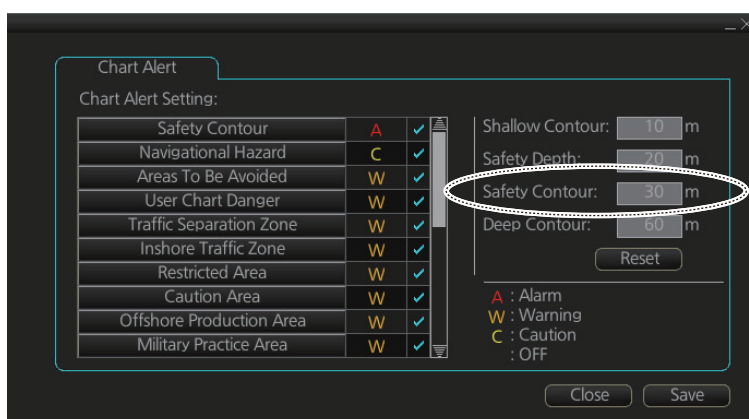 Chart Alert
Chart Alert Setting:
Safety Contour A
Navigational Hazard C
Areas To Be Avoided W
User Chart Danger W
Traffic Separation Zone W
Inshore Traffic Zone W
Restricted Area W
Caution Area W
Offshore Production Area W
Military Practice Area W
Shallow Contour: 10 m
Safety Depth: 20 m
Safety Contour: 30 m
Deep Contour: 60 m
Reset
A : Alarm
W : Warning
C : Caution
: OFF
Close Save